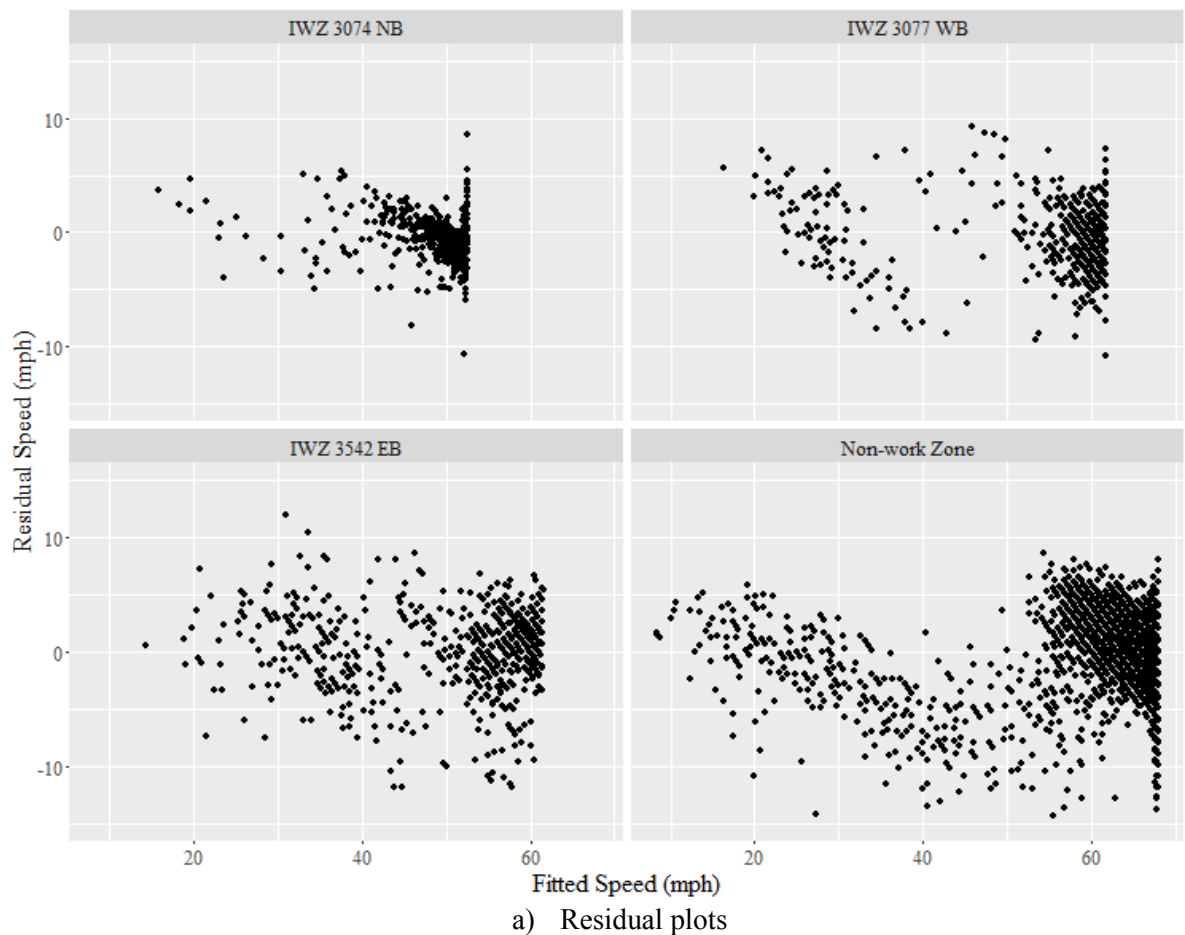 IWZ 3074 NB
IWZ 3077 WB
10
0
-10
IWZ 3542 EB
Non-work Zone
10
0
-10
Residual Speed (mph)
20
40
60
20
40
60
Fitted Speed (mph)
a) Residual plots